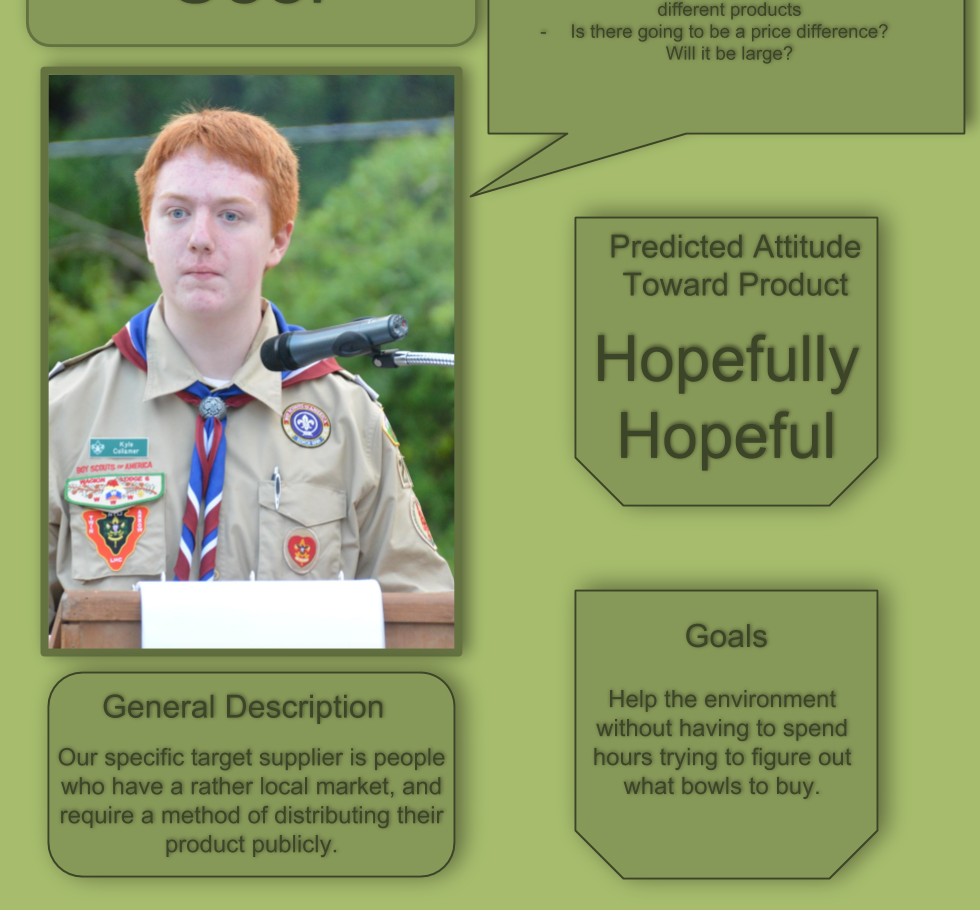 different products
- Is there going to be a price difference?
Will it be large?
Predicted Attitude
Toward Product
Hopefully
Hopeful
Kyle
BOY SCOUTS OF AMERICA
General Description
Our specific target supplier is people
who have a rather local market, and
require a method of distributing their
product publicly.
Goals
Help the environment
without having to spend
hours trying to figure out
what bowls to buy.